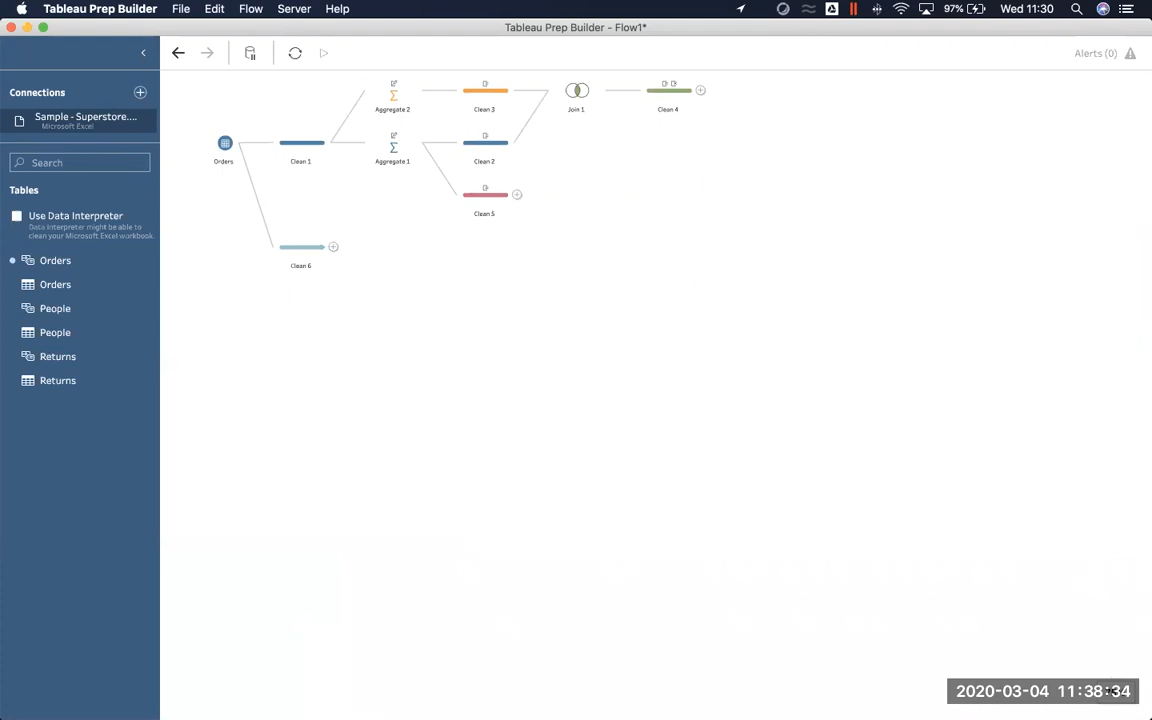 Tableau Prep Builder File Edit Flow Server Help 97% Wed 11:30
Tableau Prep Builder - Flow1*
Alerts (0)
Connections
Sample - Superstore....
Microsoft Excel
Search
Tables
Use Data Interpreter
Data Interpreter might be able to
clean your Microsoft Excel workbook.
Orders
Orders
People
People
Returns
Returns
Aggregate 2
Clean 3
Join 1
Clean 4
Orders
Clean 1
Aggregate 1
Clean 2
Clean 5
Clean 6
2020-03-04 11:38:34